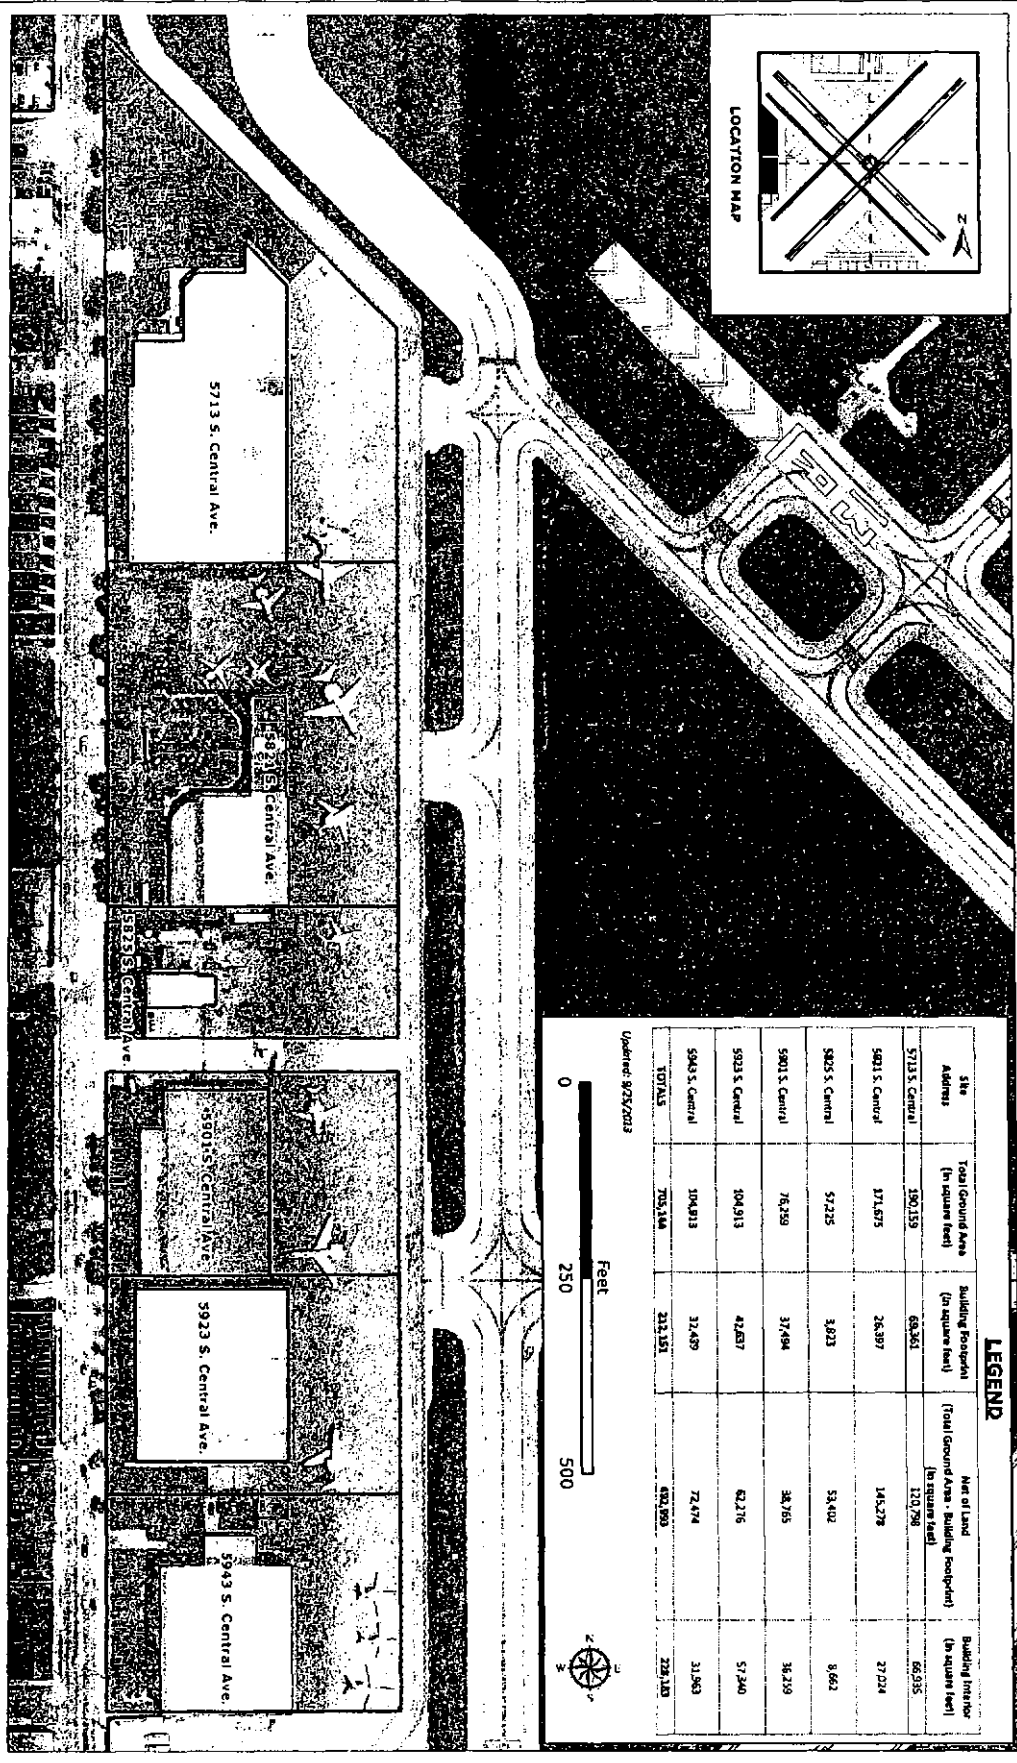 LOCATION MAP
N
LEGEND
Site Address | Total Ground Area (in square feet) | Building Footprint (in square feet) | Net of Land (Total Ground Area - Building Footprint) (in square feet) | Building Interior (in square feet)
5713 S. Central | 190,159 | 69,361 | 120,798 | 66,935
5821 S. Central | 171,675 | 26,397 | 145,278 | 27,024
5825 S. Central | 57,225 | 3,823 | 53,402 | 8,662
5901 S. Central | 76,259 | 37,494 | 38,765 | 36,259
5923 S. Central | 104,913 | 42,637 | 62,276 | 57,340
5943 S. Central | 104,913 | 32,439 | 72,474 | 31,963
TOTALS | 705,144 | 212,151 | 492,993 | 228,183
Updated: 9/25/2013
Feet
0 250 500
N
W
S
5713 S. Central Ave.
5821 S. Central Ave.
5825 S. Central Ave.
5901 S. Central Ave.
5923 S. Central Ave.
5943 S. Central Ave.